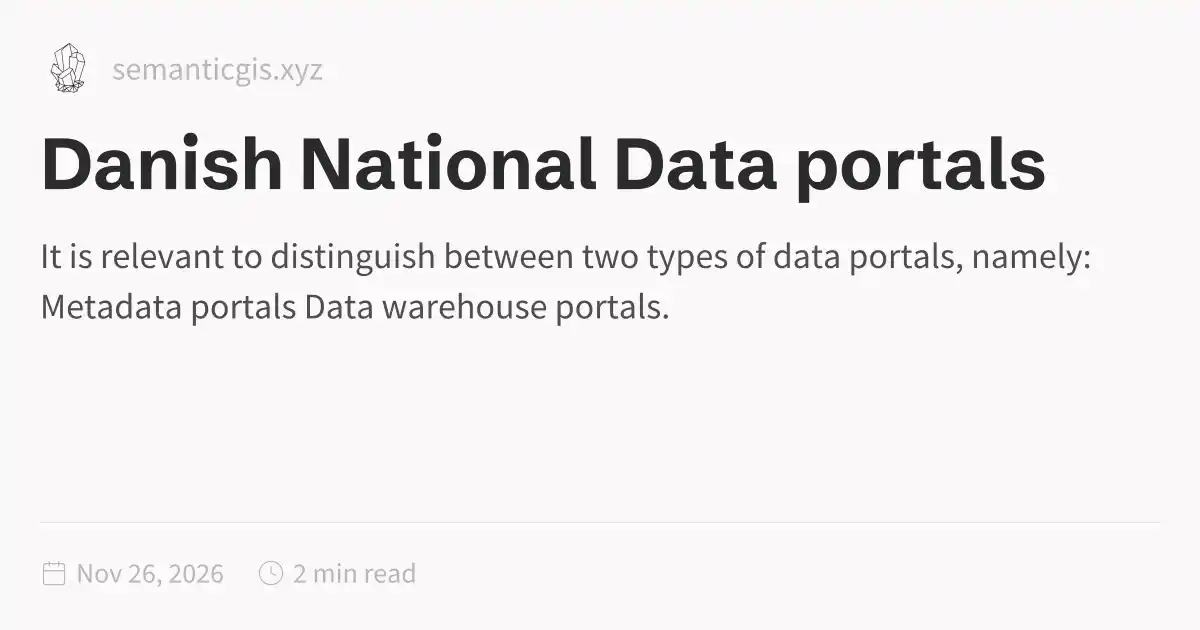 semanticgis.xyz
Danish National Data portals
It is relevant to distinguish between two types of data portals, namely:
Metadata portals Data warehouse portals.
Nov 26, 2026 2 min read